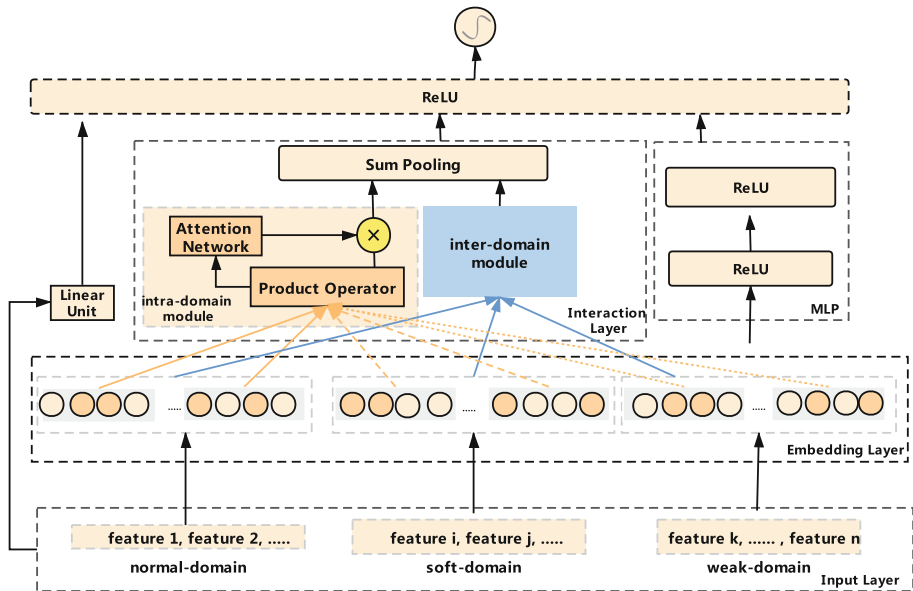 ReLU
Sum Pooling
Attention
Network
×
inter-domain
module
ReLU
ReLU
Product Operator
Linear
Unit
intra-domain
module
Interaction
Layer
MLP
.....
.....
.....
Embedding Layer
feature 1, feature 2, .....
feature i, feature j, .....
feature k, ...... , feature n
normal-domain
soft-domain
weak-domain
Input Layer